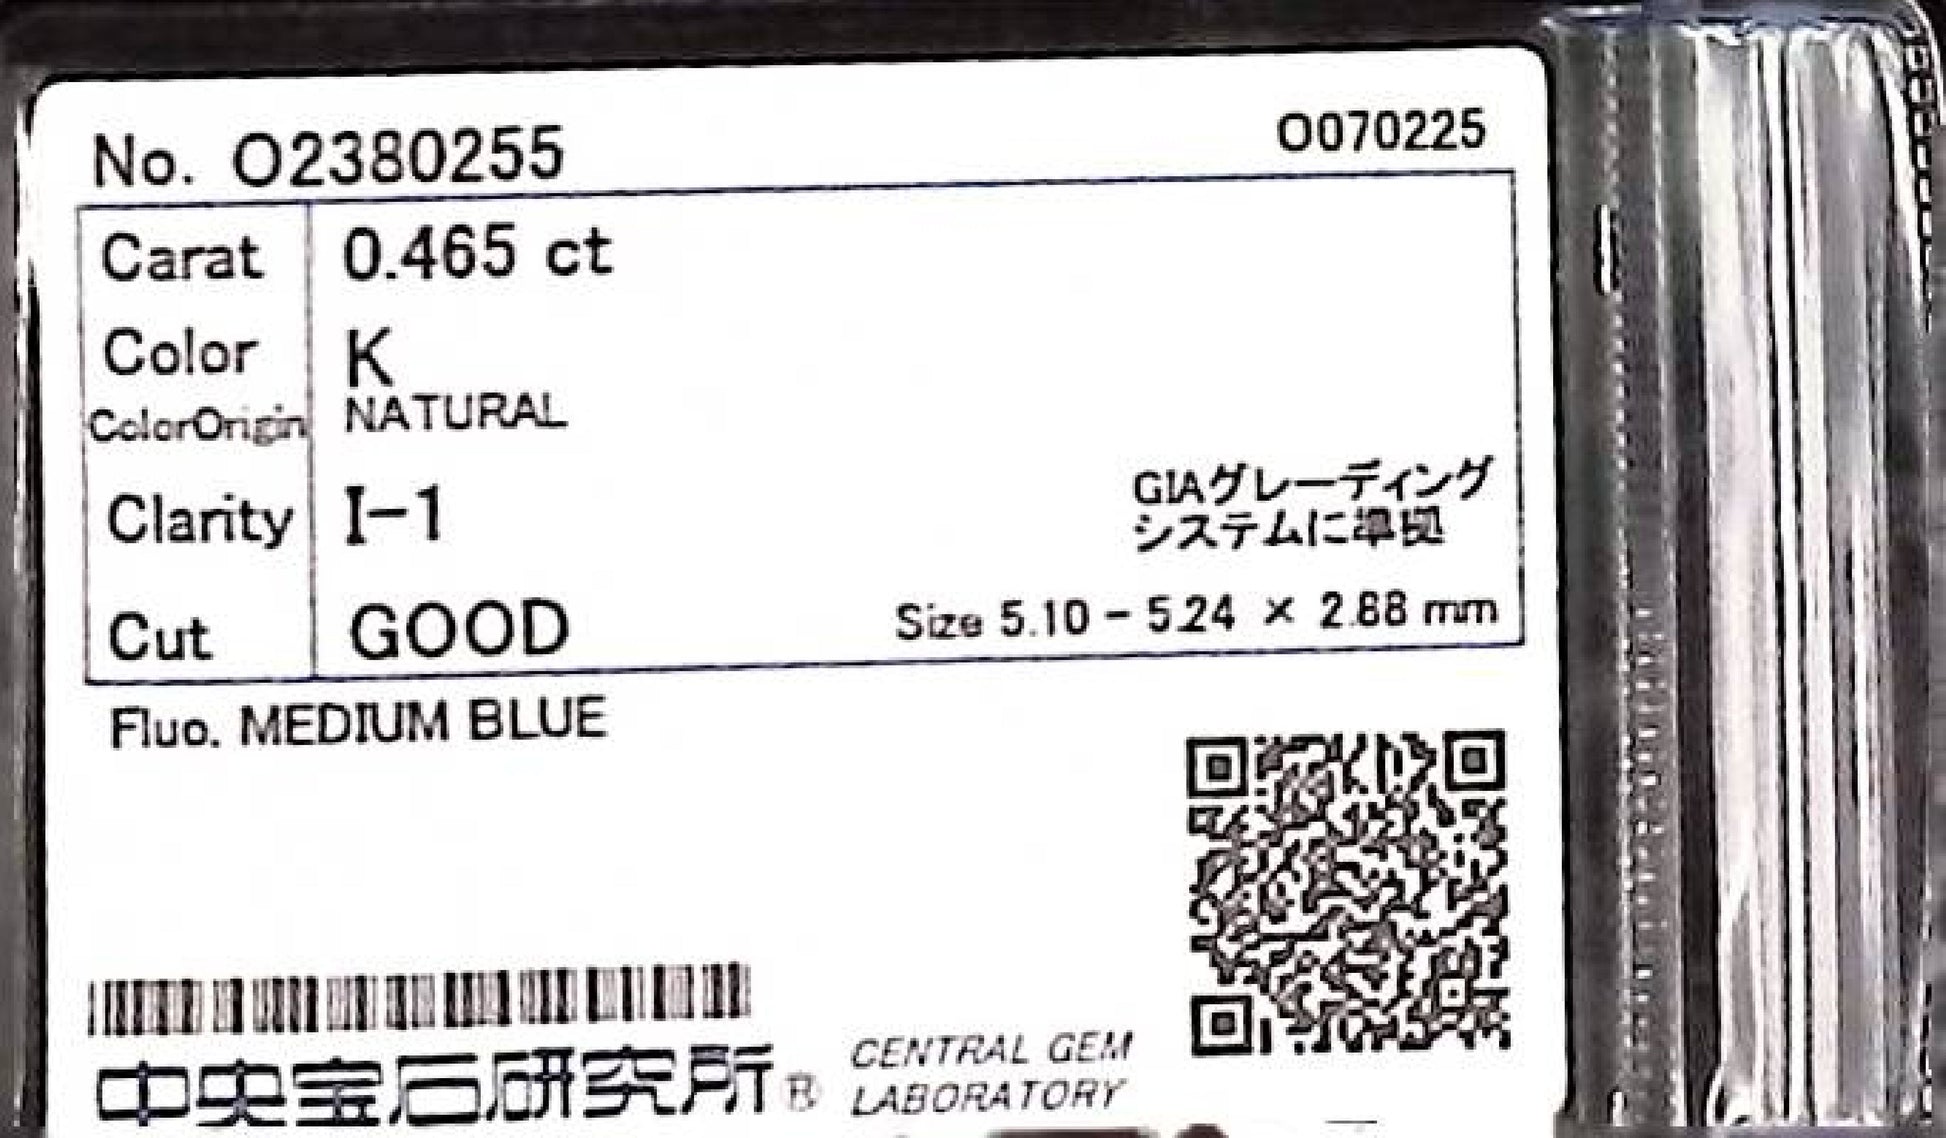 No. O2380255
O070225
Carat 0.465 ct
Color K
ColorOrigin NATURAL
Clarity I-1
GIAグレーディング
システムに準拠
Cut GOOD
Size 5.10 - 5.24 × 2.88 mm
Fluo. MEDIUM BLUE
中央宝石研究所®
CENTRAL GEM
LABORATORY